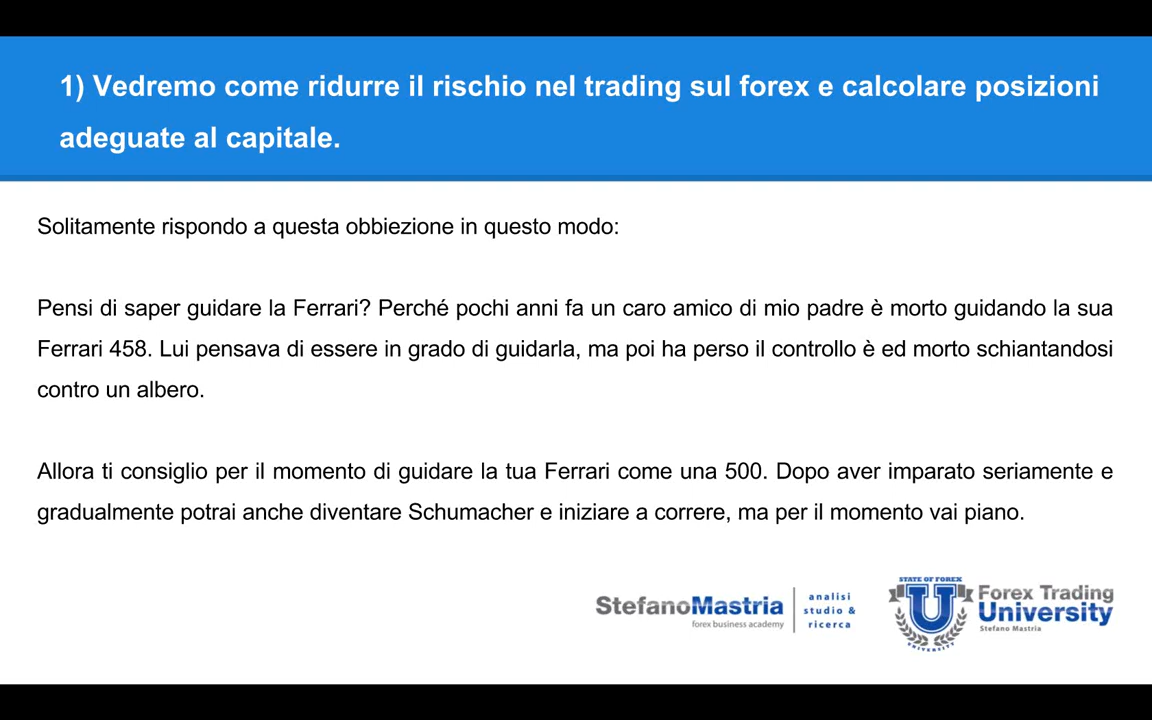 1) Vedremo come ridurre il rischio nel trading sul forex e calcolare posizioni
adeguate al capitale.
Solitamente rispondo a questa obbiezione in questo modo:
Pensi di saper guidare la Ferrari? Perché pochi anni fa un caro amico di mio padre è morto guidando la sua
Ferrari 458. Lui pensava di essere in grado di guidarla, ma poi ha perso il controllo è ed morto schiantandosi
contro un albero.
Allora ti consiglio per il momento di guidare la tua Ferrari come una 500. Dopo aver imparato seriamente e
gradualmente potrai anche diventare Schumacher e iniziare a correre, ma per il momento vai piano.
StefanoMastria
forex business academy
analisi
studio &
ricerca
STATE OF FOREX
U
UNIVERSITY
Forex Trading
University
Stefano Mastria